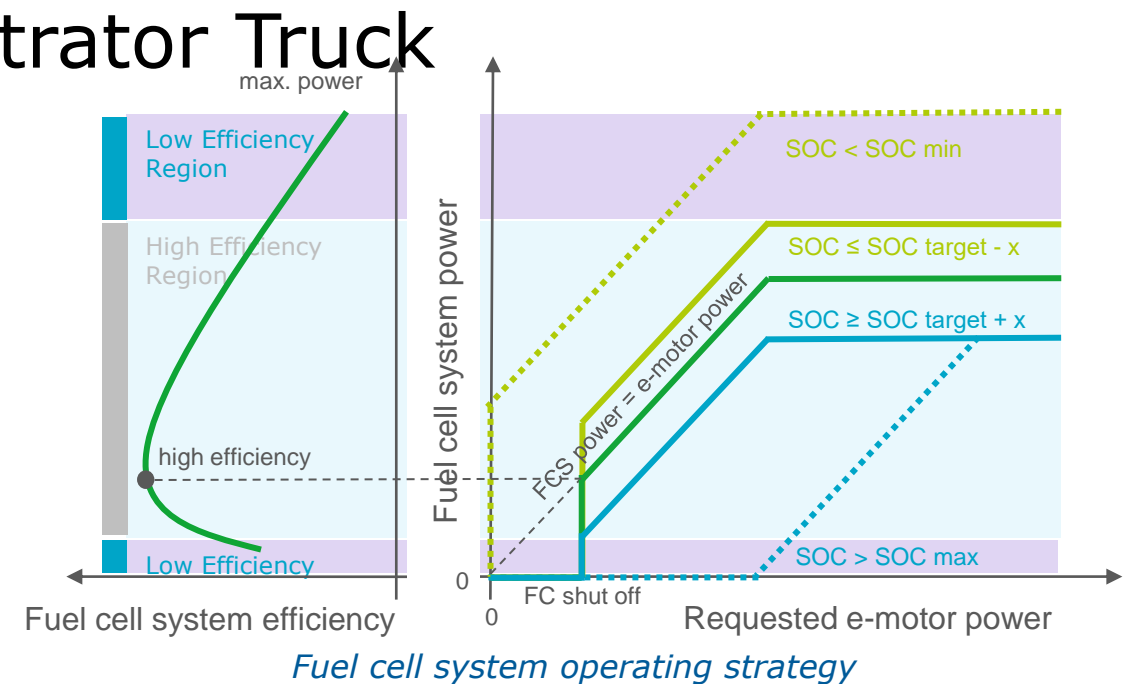 trator Truck
max. power
Low Efficiency
Region
High Efficiency
Region
high efficiency
Low Efficiency
Fuel cell system efficiency
Fuel cell system power
SOC < SOC min
SOC ≤ SOC target - x
SOC ≥ SOC target + x
FCS power = e-motor power
SOC > SOC max
0
FC shut off
0
Requested e-motor power
Fuel cell system operating strategy